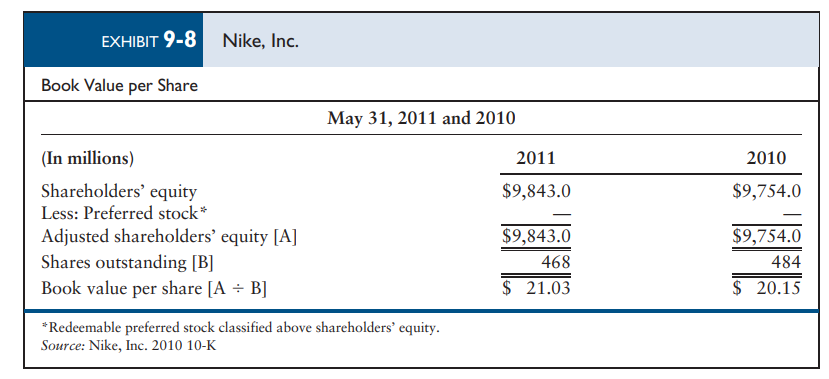 EXHIBIT 9-8 Nike, Inc.
Book Value per Share
May 31, 2011 and 2010
(In millions) 2011 2010
Shareholders' equity $9,843.0 $9,754.0
Less: Preferred stock* — —
Adjusted shareholders' equity [A] $9,843.0 $9,754.0
Shares outstanding [B] 468 484
Book value per share [A ÷ B] $ 21.03 $ 20.15
*Redeemable preferred stock classified above shareholders' equity.
Source: Nike, Inc. 2010 10-K